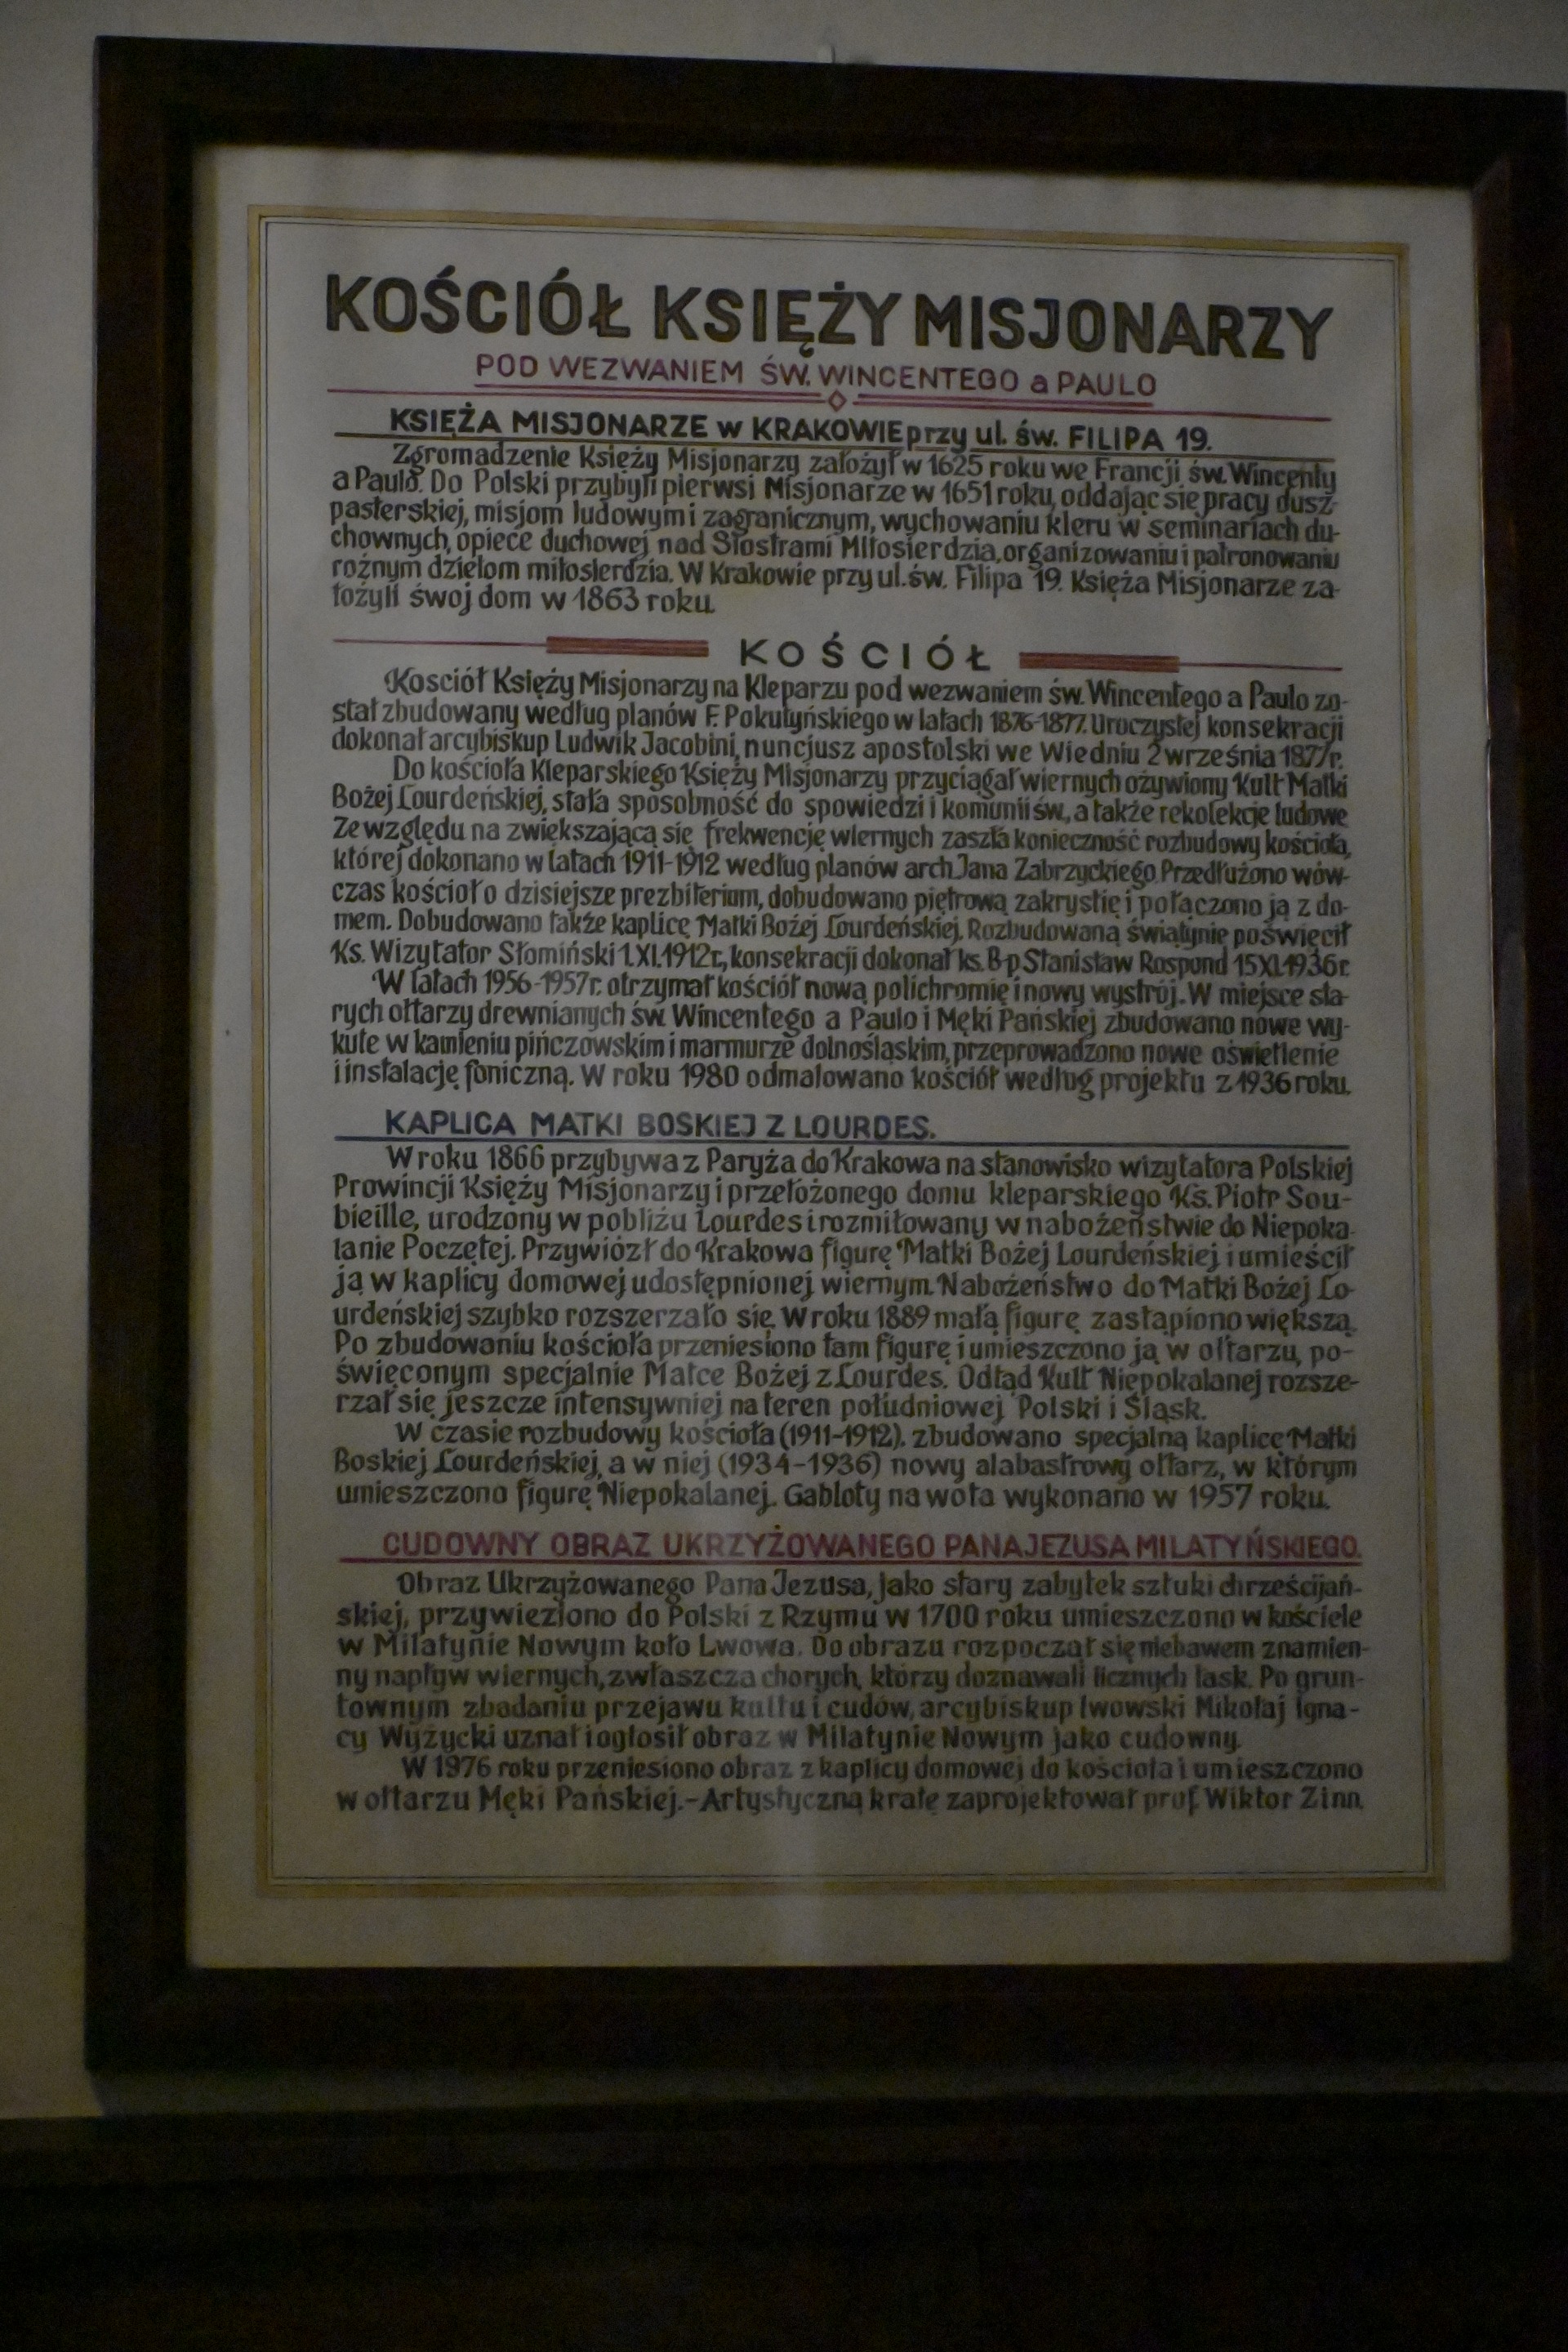 KOŚCIÓŁ KSIĘŻY MISJONARZY
POD WEZWANIEM ŚW. WINCENTEGO a PAULO
KSIĘŻA MISJONARZE w KRAKOWIE przy ul. św. FILIPA 19.
Zgromadzenie Księży Misjonarzy założył w 1625 roku we Francji św. Wincenty
a Paulo. Do Polski przybyli pierwsi Misjonarze w 1651 roku, oddając się pracy dusz-
pasterskiej, misjom ludowym i zagranicznym, wychowaniu kleru w seminariach du-
chownych, opiece duchowej nad Siostrami Miłosierdzia, organizowaniu i patronowaniu
różnym dziełom miłosierdzia. W Krakowie przy ul. św. Filipa 19. Księża Misjonarze za-
łożyli swój dom w 1863 roku.
KOŚCIÓŁ
Kosciół Księży Misjonarzy na Kleparzu pod wezwaniem św. Wincentego a Paulo zo-
stał zbudowany według planów F. Pokutyńskiego w latach 1876-1877. Uroczystej konsekracji
dokonał arcybiskup Ludwik Jacobini, nuncjusz apostolski we Wiedniu 2 września 1877r.
Do kościoła Kleparskiego Księży Misjonarzy przyciągał wiernych ożywiony Kult Matki
Bożej Lourdeńskiej, stała sposobność do spowiedzi i komunii św., a także rekolekcje ludowe
Ze względu na zwiększającą się frekwencję wiernych zaszła konieczność rozbudowy kościoła,
której dokonano w latach 1911-1912 według planów arch. Jana Zabrzyckiego. Przedłużono wów-
czas kościoł o dzisiejsze prezbiterium, dobudowano piętrową zakrystię i połączono ją z do-
mem. Dobudowano także kaplicę Matki Bożej Lourdeńskiej. Rozbudowaną świątynię poświęcił
Ks. Wizytator Słomiński 1.XI.1912r., konsekracji dokonał ks. B-p Stanisław Rospond 15.XI.1936r.
W latach 1956-1957r. otrzymał kościół nową polichromię i nowy wystrój. W miejsce sta-
rych ołtarzy drewnianych św. Wincentego a Paulo i Męki Pańskiej zbudowano nowe wy-
kute w kamieniu pińczowskim i marmurze dolnośląskim, przeprowadzono nowe oświetlenie
i instalację foniczną. W roku 1980 odmalowano kościół według projektu z 1936 roku.
KAPLICA MATKI BOSKIEJ Z LOURDES.
W roku 1866 przybywa z Paryża do Krakowa na stanowisko wizytatora Polskiej
Prowincji Księży Misjonarzy i przełożonego domu kleparskiego Ks. Piotr Sou-
bieille, urodzony w pobliżu Lourdes i rozmiłowany w nabożeństwie do Niepoka-
lanie Poczętej. Przywiózł do Krakowa figurę Matki Bożej Lourdeńskiej i umieścił
ją w kaplicy domowej udostępnionej wiernym. Nabożeństwo do Matki Bożej Lo-
urdeńskiej szybko rozszerzało się. W roku 1889 małą figurę zastąpiono większą.
Po zbudowaniu kościoła przeniesiono tam figurę i umieszczono ją w ołtarzu, po-
święconym specjalnie Matce Bożej z Lourdes. Odtąd Kult Niepokalanej rozsze-
rzał się jeszcze intensywniej na teren południowej Polski i Śląsk.
W czasie rozbudowy kościoła (1911-1912). zbudowano specjalną kaplicę Matki
Boskiej Lourdeńskiej, a w niej (1934-1936) nowy alabastrowy ołtarz, w którym
umieszczono figurę Niepokalanej. Gabloty na wota wykonano w 1957 roku.
CUDOWNY OBRAZ UKRZYŻOWANEGO PANA JEZUSA MILATYŃSKIEGO.
Obraz Ukrzyżowanego Pana Jezusa, jako stary zabytek sztuki chrześcijań-
skiej, przywieziono do Polski z Rzymu w 1700 roku umieszczono w kościele
w Milatynie Nowym koło Lwowa. Do obrazu rozpoczął się niebawem znamien-
ny napływ wiernych, zwłaszcza chorych, którzy doznawali licznych łask. Po grun-
townym zbadaniu przejawu kultu i cudów, arcybiskup lwowski Mikołaj Igna-
cy Wyżycki uznał i ogłosił obraz w Milatynie Nowym jako cudowny.
W 1976 roku przeniesiono obraz z kaplicy domowej do kościoła i umieszczono
w ołtarzu Męki Pańskiej.-Artystyczną kratę zaprojektował prof. Wiktor Zinn.